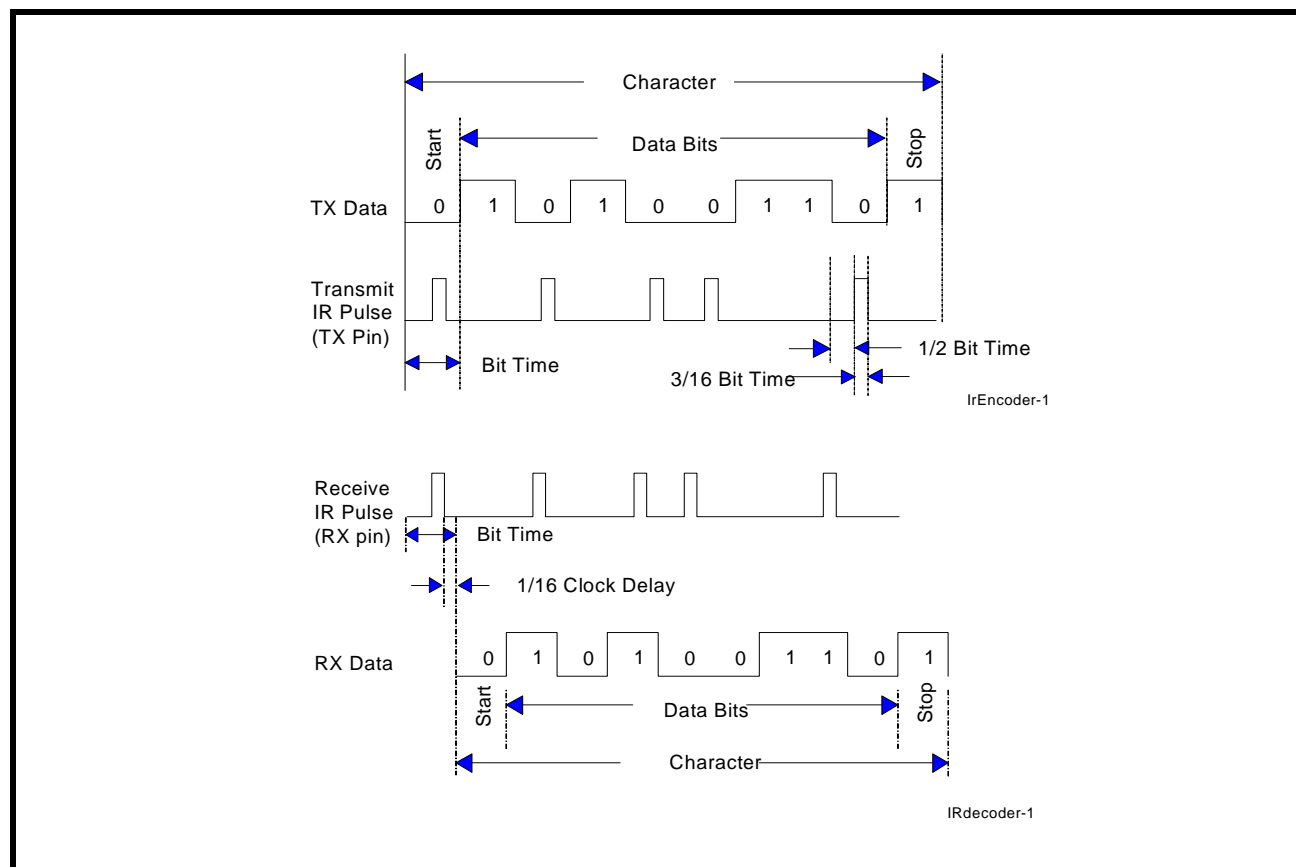 Character
Start
Data Bits
Stop
TX Data
0 1 0 1 0 0 1 1 0 1
Transmit
IR Pulse
(TX Pin)
Bit Time
1/2 Bit Time
3/16 Bit Time
IrEncoder-1
Receive
IR Pulse
(RX pin)
Bit Time
1/16 Clock Delay
RX Data
0 1 0 1 0 0 1 1 0 1
Start
Data Bits
Stop
Character
IRdecoder-1